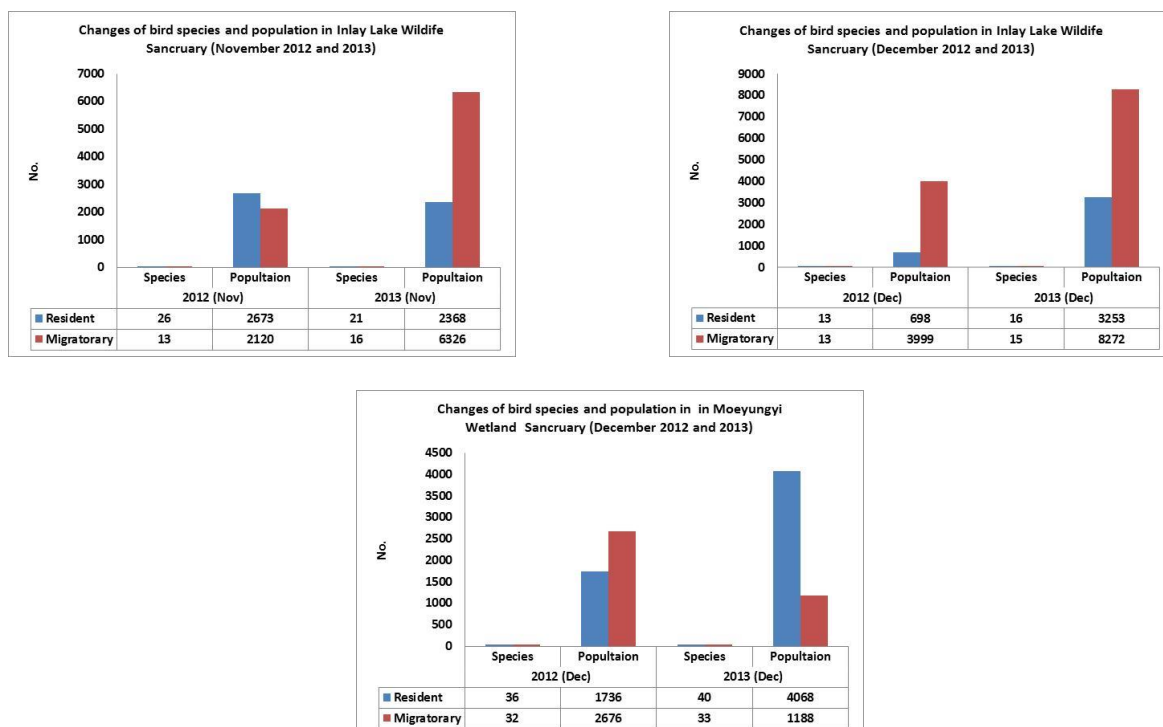 Changes of bird species and population in Inlay Lake Wildife
Sancruary (November 2012 and 2013)
7000
6000
5000
4000
3000
2000
1000
0
No.
Species Popultaion Species Popultaion
2012 (Nov) 2013 (Nov)
Resident 26 2673 21 2368
Migratorary 13 2120 16 6326
Changes of bird species and population in Inlay Lake Wildife
Sancruary (December 2012 and 2013)
9000
8000
7000
6000
5000
4000
3000
2000
1000
0
No.
Species Popultaion Species Popultaion
2012 (Dec) 2013 (Dec)
Resident 13 698 16 3253
Migratorary 13 3999 15 8272
Changes of bird species and population in in Moeyungyi
Wetland Sancruary (December 2012 and 2013)
4500
4000
3500
3000
2500
2000
1500
1000
500
0
No.
Species Popultaion Species Popultaion
2012 (Dec) 2013 (Dec)
Resident 36 1736 40 4068
Migratorary 32 2676 33 1188